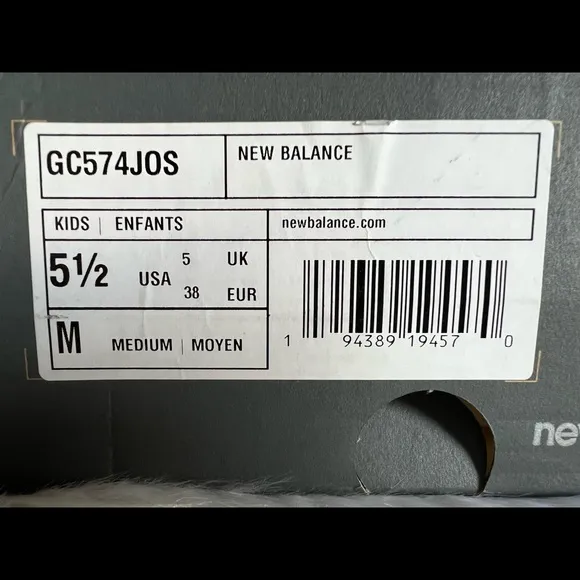 GC574JOS
NEW BALANCE
KIDS | ENFANTS
newbalance.com
5½ USA 5 UK
38 EUR
M MEDIUM | MOYEN
1 94389 19457 0
ne